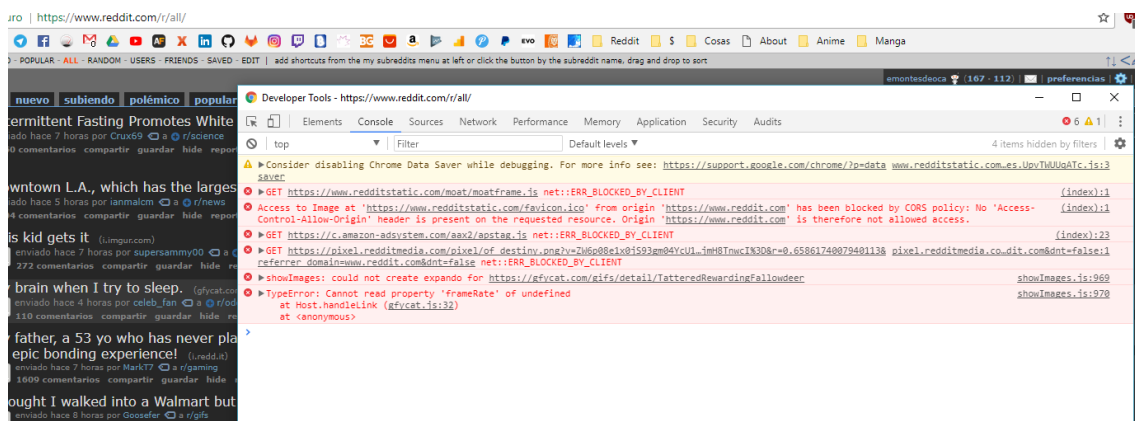 uro | https://www.reddit.com/r/all/
EG
a
EVO
Reddit
$
Cosas
About
Anime
Manga
- POPULAR - ALL - RANDOM - USERS - FRIENDS - SAVED - EDIT | add shortcuts from the my subreddits menu at left or click the button by the subreddit name, drag and drop to sort
emontesdeoca (167 · 112) | | preferencias |
nuevo subiendo polémico popular
Developer Tools - https://www.reddit.com/r/all/
Elements Console Sources Network Performance Memory Application Security Audits
6 1
top
Filter
Default levels ▼
4 items hidden by filters
Consider disabling Chrome Data Saver while debugging. For more info see: https://support.google.com/chrome/?p=data_saver
www.redditstatic.com…es.UpvTWUUqATc.js:3
GET https://www.redditstatic.com/moat/moatframe.js net::ERR_BLOCKED_BY_CLIENT
(index):1
Access to Image at 'https://www.redditstatic.com/favicon.ico' from origin 'https://www.reddit.com' has been blocked by CORS policy: No 'Access-
Control-Allow-Origin' header is present on the requested resource. Origin 'https://www.reddit.com' is therefore not allowed access.
(index):1
GET https://c.amazon-adsystem.com/aax2/apstag.js net::ERR_BLOCKED_BY_CLIENT
(index):23
GET https://pixel.redditmedia.com/pixel/of_destiny.png?v=ZW6p08e1x0j593gm04YcU1…jmH8TnwcI%3D&r=0.6586174007940113&
referrer_domain=www.reddit.com&dnt=false net::ERR_BLOCKED_BY_CLIENT
pixel.redditmedia.co…dit.com&dnt=false:1
showImages: could not create expando for https://gfycat.com/gifs/detail/TatteredRewardingFallowdeer
showImages.js:969
TypeError: Cannot read property 'frameRate' of undefined
at Host.handleLink (gfycat.js:32)
at <anonymous>
showImages.js:970
termittent Fasting Promotes White
iado hace 7 horas por Crux69 a r/science
0 comentarios compartir guardar hide report
owntown L.A., which has the larges
iado hace 5 horas por ianmalcm a r/news
4 comentarios compartir guardar hide report
is kid gets it (i.imgur.com)
enviado hace 7 horas por supersammy00 a
272 comentarios compartir guardar hide re
brain when I try to sleep. (gfycat.com
enviado hace 4 horas por celeb_fan a r/od
110 comentarios compartir guardar hide re
father, a 53 yo who has never pla
epic bonding experience! (i.redd.it)
enviado hace 7 horas por MarkT7 a r/gaming
1609 comentarios compartir guardar hide
ought I walked into a Walmart but
enviado hace 8 horas por Goosefer a r/gifs